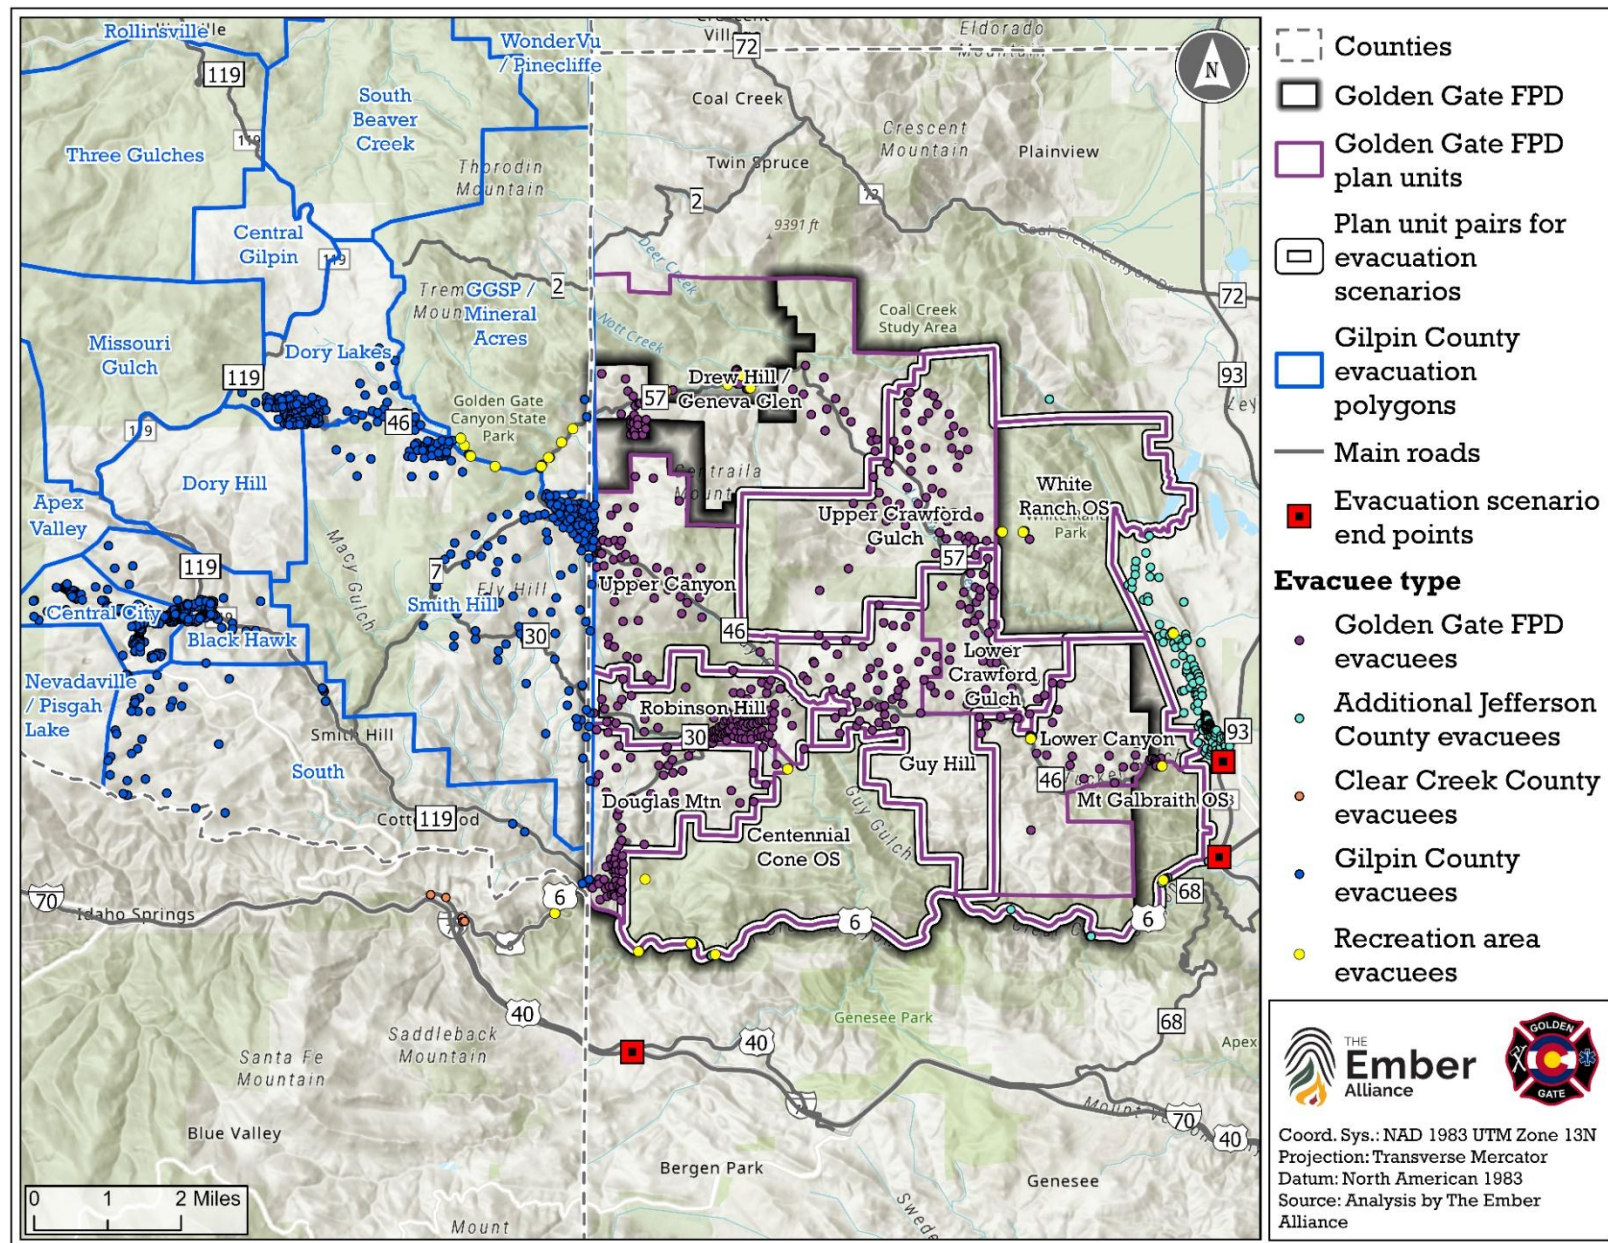 Rollinsville
WonderVu
/ Pinecliffe
Village
72
Eldorado
Mountain
119
South
Beaver
Creek
Coal Creek
Crescent
Mountain
119
Three Gulches
Thorodin
Mountain
Twin Spruce
Plainview
2
72
9391 ft
Central
Gilpin
119
Deer Creek
Coal Creek Canyon Dr
2
GGSP /
Mineral
Acres
72
Nott Creek
Coal Creek
Study Area
Missouri
Gulch
Dory Lakes
119
Drew Hill /
Geneva Glen
93
57
Golden Gate
Canyon State
Park
46
119
Centralia
Dory Hill
White
Ranch OS
Park
Apex
Valley
Upper Crawford
Gulch
57
Macy Gulch
119
7
Ely Hill
Upper Canyon
Central City
Smith Hill
Black Hawk
30
46
Lower
Crawford
Gulch
Nevadaville
/ Pisgah
Lake
Robinson Hill
30
Smith Hill
93
Lower Canyon
Guy Hill
46
South
Douglas Mtn
Mt Galbraith OS
119
Guy Gulch
Centennial
Cone OS
70
Idaho Springs
6
6
6
68
40
Saddleback
Mountain
Genesee Park
68
40
Apex
Santa Fe
Mountain
70
40
Blue Valley
Bergen Park
Genesee
Mount
0 1 2 Miles
N
Counties
Golden Gate FPD
Golden Gate FPD
plan units
Plan unit pairs for
evacuation
scenarios
Gilpin County
evacuation
polygons
Main roads
Evacuation scenario
end points
Evacuee type
Golden Gate FPD
evacuees
Additional Jefferson
County evacuees
Clear Creek County
evacuees
Gilpin County
evacuees
Recreation area
evacuees
THE
Ember
Alliance
GOLDEN
GATE
Coord. Sys.: NAD 1983 UTM Zone 13N
Projection: Transverse Mercator
Datum: North American 1983
Source: Analysis by The Ember
Alliance